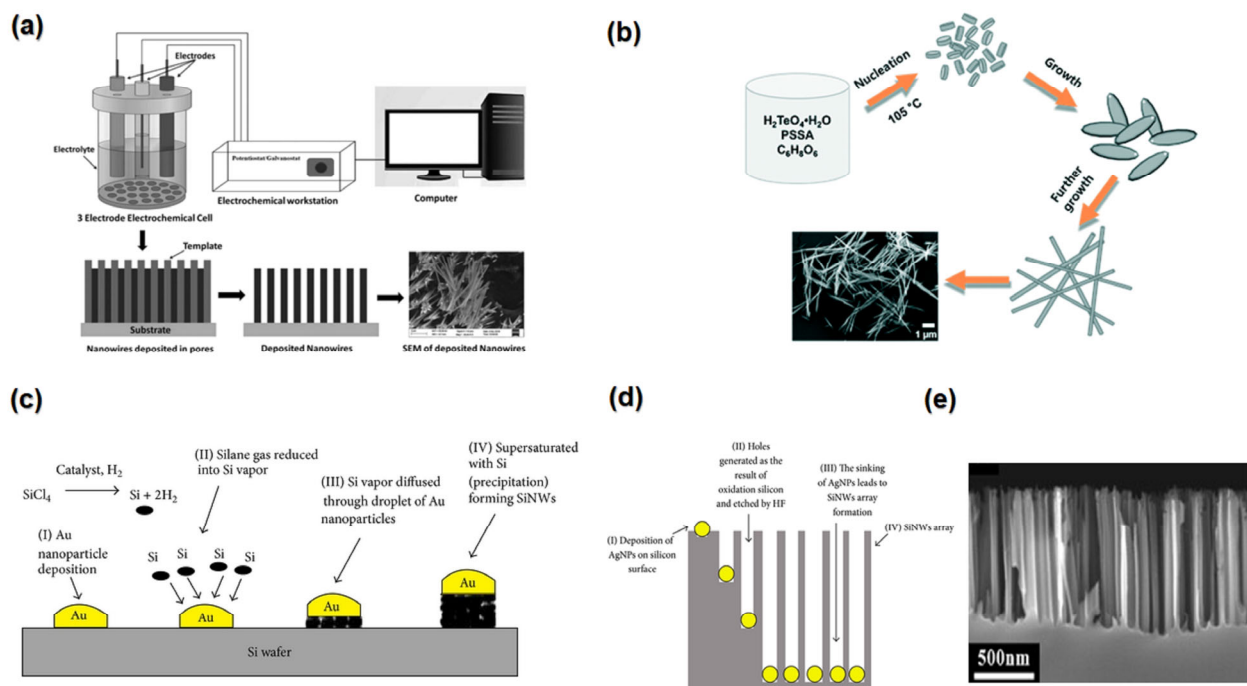 (a)
Electrodes
Electrolyte
Potentiostat/Galvanostat
Electrochemical workstation
Computer
3 Electrode Electrochemical Cell
Template
Substrate
Nanowires deposited in pores
Deposited Nanowires
SEM of deposited Nanowires
(b)
H₂TeO₄•H₂O
PSSA
C₆H₈O₆
Nucleation
105 °C
Growth
Further
growth
1 µm
(c)
Catalyst, H₂
SiCl₄
Si + 2H₂
(I) Au
nanoparticle
deposition
(II) Silane gas reduced
into Si vapor
Si
Si
Si
Si
(III) Si vapor diffused
through droplet of Au
nanoparticles
(IV) Supersaturated
with Si
(precipitation)
forming SiNWs
Au
Au
Au
Au
Si wafer
(d)
(I) Deposition of
AgNPs on silicon
surface
(II) Holes
generated as the
result of
oxidation silicon
and etched by HF
(III) The sinking
of AgNPs leads to
SiNWs array
formation
(IV) SiNWs array
(e)
500nm